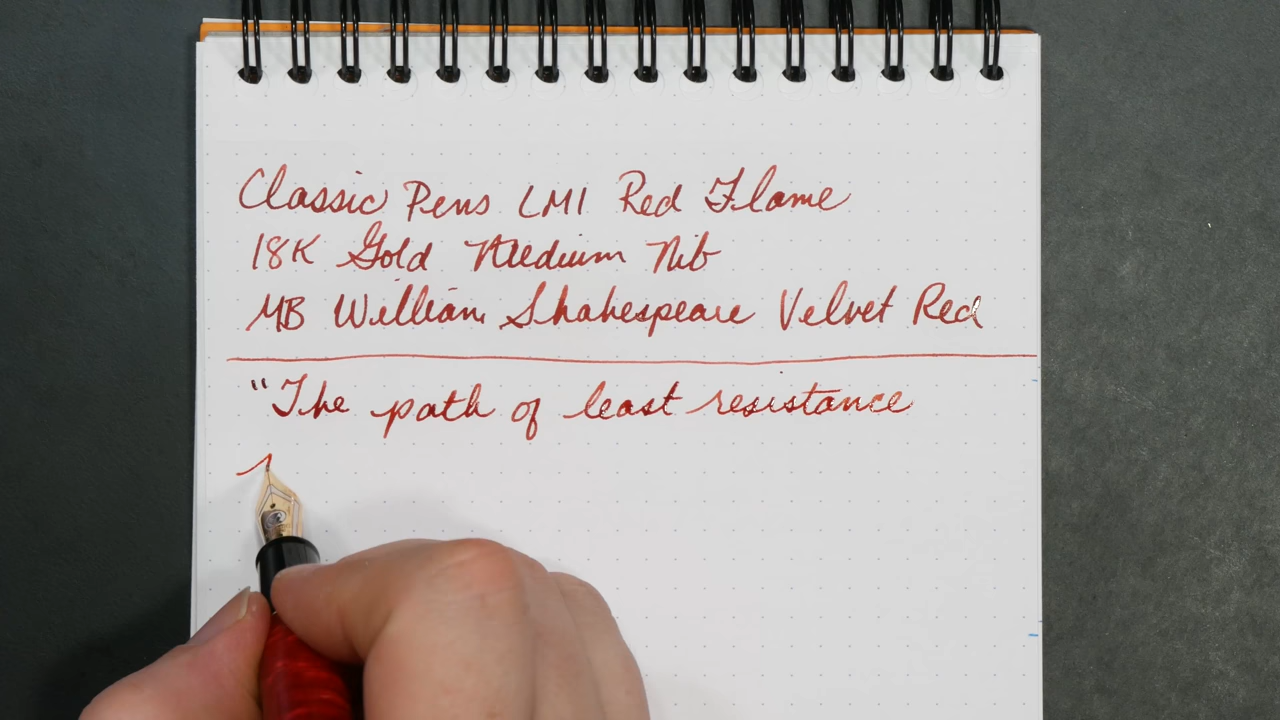 Classic Pens LM1 Red Flame
18K Gold Medium Nib
MB William Shakespeare Velvet Red
"The path of least resistance